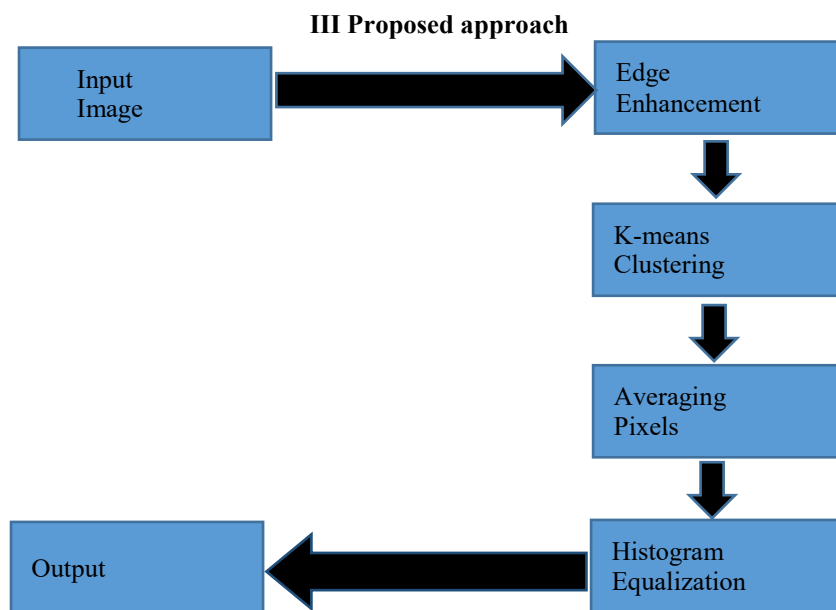 III Proposed approach
Input
Image
Edge
Enhancement
K-means
Clustering
Averaging
Pixels
Histogram
Equalization
Output